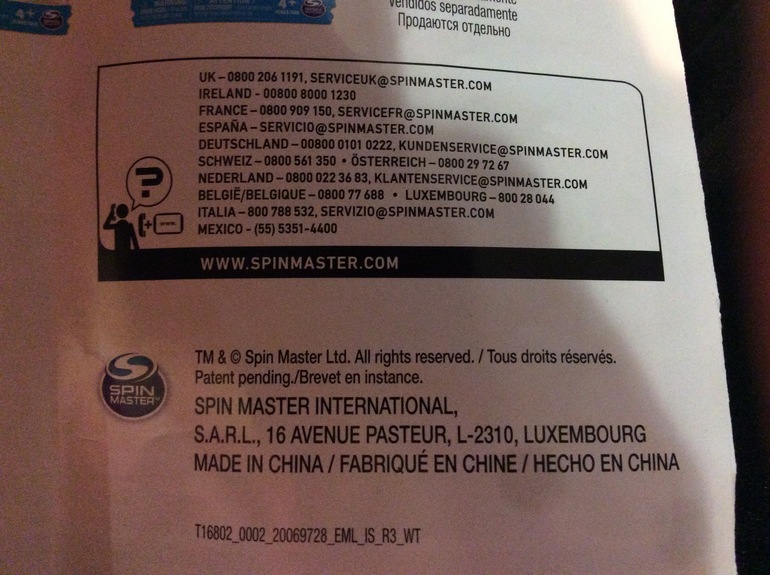 4+
4+
vendidos separadamente
Продаются отдельно
UK – 0800 206 1191, SERVICEUK@SPINMASTER.COM
IRELAND - 00800 8000 1230
FRANCE – 0800 909 150, SERVICEFR@SPINMASTER.COM
ESPAÑA – SERVICIO@SPINMASTER.COM
DEUTSCHLAND – 00800 0101 0222, KUNDENSERVICE@SPINMASTER.COM
SCHWEIZ – 0800 561 350 • ÖSTERREICH – 0800 29 72 67
NEDERLAND – 0800 022 36 83, KLANTENSERVICE@SPINMASTER.COM
BELGIË/BELGIQUE – 0800 77 688 • LUXEMBOURG – 800 28 044
ITALIA – 800 788 532, SERVIZIO@SPINMASTER.COM
MEXICO - (55) 5351-4400
?
www.
WWW.SPINMASTER.COM
SPIN
MASTER™
TM & © Spin Master Ltd. All rights reserved. / Tous droits réservés.
Patent pending./Brevet en instance.
SPIN MASTER INTERNATIONAL,
S.A.R.L., 16 AVENUE PASTEUR, L-2310, LUXEMBOURG
MADE IN CHINA / FABRIQUÉ EN CHINE / HECHO EN CHINA
T16802_0002_20069728_EML_IS_R3_WT